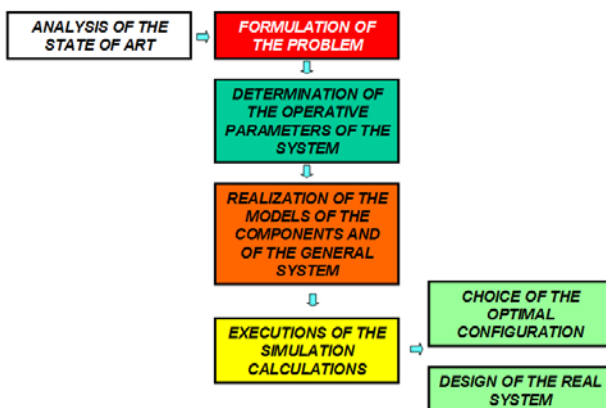 ANALYSIS OF THE
STATE OF ART
FORMULATION OF
THE PROBLEM
DETERMINATION OF
THE OPERATIVE
PARAMETERS OF THE
SYSTEM
REALIZATION OF THE
MODELS OF THE
COMPONENTS AND
OF THE GENERAL
SYSTEM
EXECUTIONS OF THE
SIMULATION
CALCULATIONS
CHOICE OF THE
OPTIMAL
CONFIGURATION
DESIGN OF THE REAL
SYSTEM